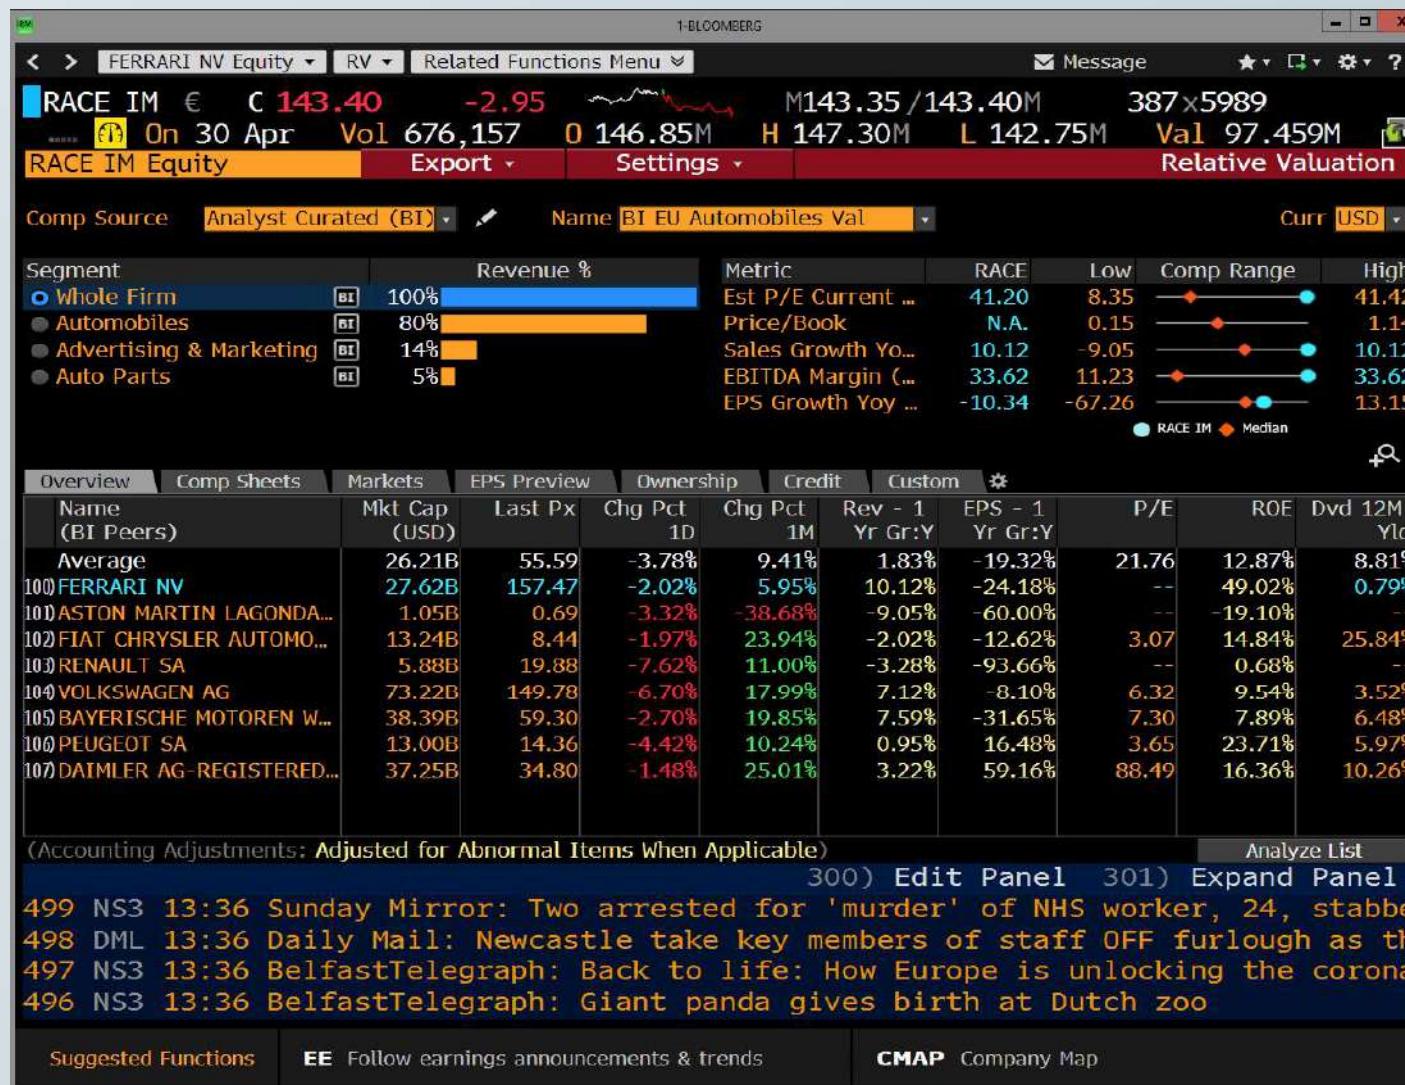 1-BLOOMBERG
< > FERRARI NV Equity RV Related Functions Menu Message ?
RACE IM € C 143.40 -2.95 M143.35/143.40M 387x5989
On 30 Apr Vol 676,157 O 146.85M H 147.30M L 142.75M Val 97.459M
RACE IM Equity Export Settings Relative Valuation
Comp Source Analyst Curated (BI) Name BI EU Automobiles Val Curr USD
Segment Revenue % Metric RACE Low Comp Range High
Whole Firm BI 100% Est P/E Current ... 41.20 8.35 41.42
Automobiles BI 80% Price/Book N.A. 0.15 1.14
Advertising & Marketing BI 14% Sales Growth Yo... 10.12 -9.05 10.12
Auto Parts BI 5% EBITDA Margin (... 33.62 11.23 33.62
EPS Growth Yoy ... -10.34 -67.26 13.15
RACE IM Median
Overview Comp Sheets Markets EPS Preview Ownership Credit Custom
Name Mkt Cap Last Px Chg Pct Chg Pct Rev - 1 EPS - 1 P/E ROE Dvd 12M
(BI Peers) (USD) 1D 1M Yr Gr:Y Yr Gr:Y Yld
Average 26.21B 55.59 -3.78% 9.41% 1.83% -19.32% 21.76 12.87% 8.81%
100) FERRARI NV 27.62B 157.47 -2.02% 5.95% 10.12% -24.18% -- 49.02% 0.79%
101) ASTON MARTIN LAGONDA... 1.05B 0.69 -3.32% -38.68% -9.05% -60.00% -- -19.10% --
102) FIAT CHRYSLER AUTOMO... 13.24B 8.44 -1.97% 23.94% -2.02% -12.62% 3.07 14.84% 25.84%
103) RENAULT SA 5.88B 19.88 -7.62% 11.00% -3.28% -93.66% -- 0.68% --
104) VOLKSWAGEN AG 73.22B 149.78 -6.70% 17.99% 7.12% -8.10% 6.32 9.54% 3.52%
105) BAYERISCHE MOTOREN W... 38.39B 59.30 -2.70% 19.85% 7.59% -31.65% 7.30 7.89% 6.48%
106) PEUGEOT SA 13.00B 14.36 -4.42% 10.24% 0.95% 16.48% 3.65 23.71% 5.97%
107) DAIMLER AG-REGISTERED... 37.25B 34.80 -1.48% 25.01% 3.22% 59.16% 88.49 16.36% 10.26%
(Accounting Adjustments: Adjusted for Abnormal Items When Applicable) Analyze List
300) Edit Panel 301) Expand Panel
499 NS3 13:36 Sunday Mirror: Two arrested for 'murder' of NHS worker, 24, stabbe
498 DML 13:36 Daily Mail: Newcastle take key members of staff OFF furlough as th
497 NS3 13:36 BelfastTelegraph: Back to life: How Europe is unlocking the corona
496 NS3 13:36 BelfastTelegraph: Giant panda gives birth at Dutch zoo
Suggested Functions EE Follow earnings announcements & trends CMAP Company Map